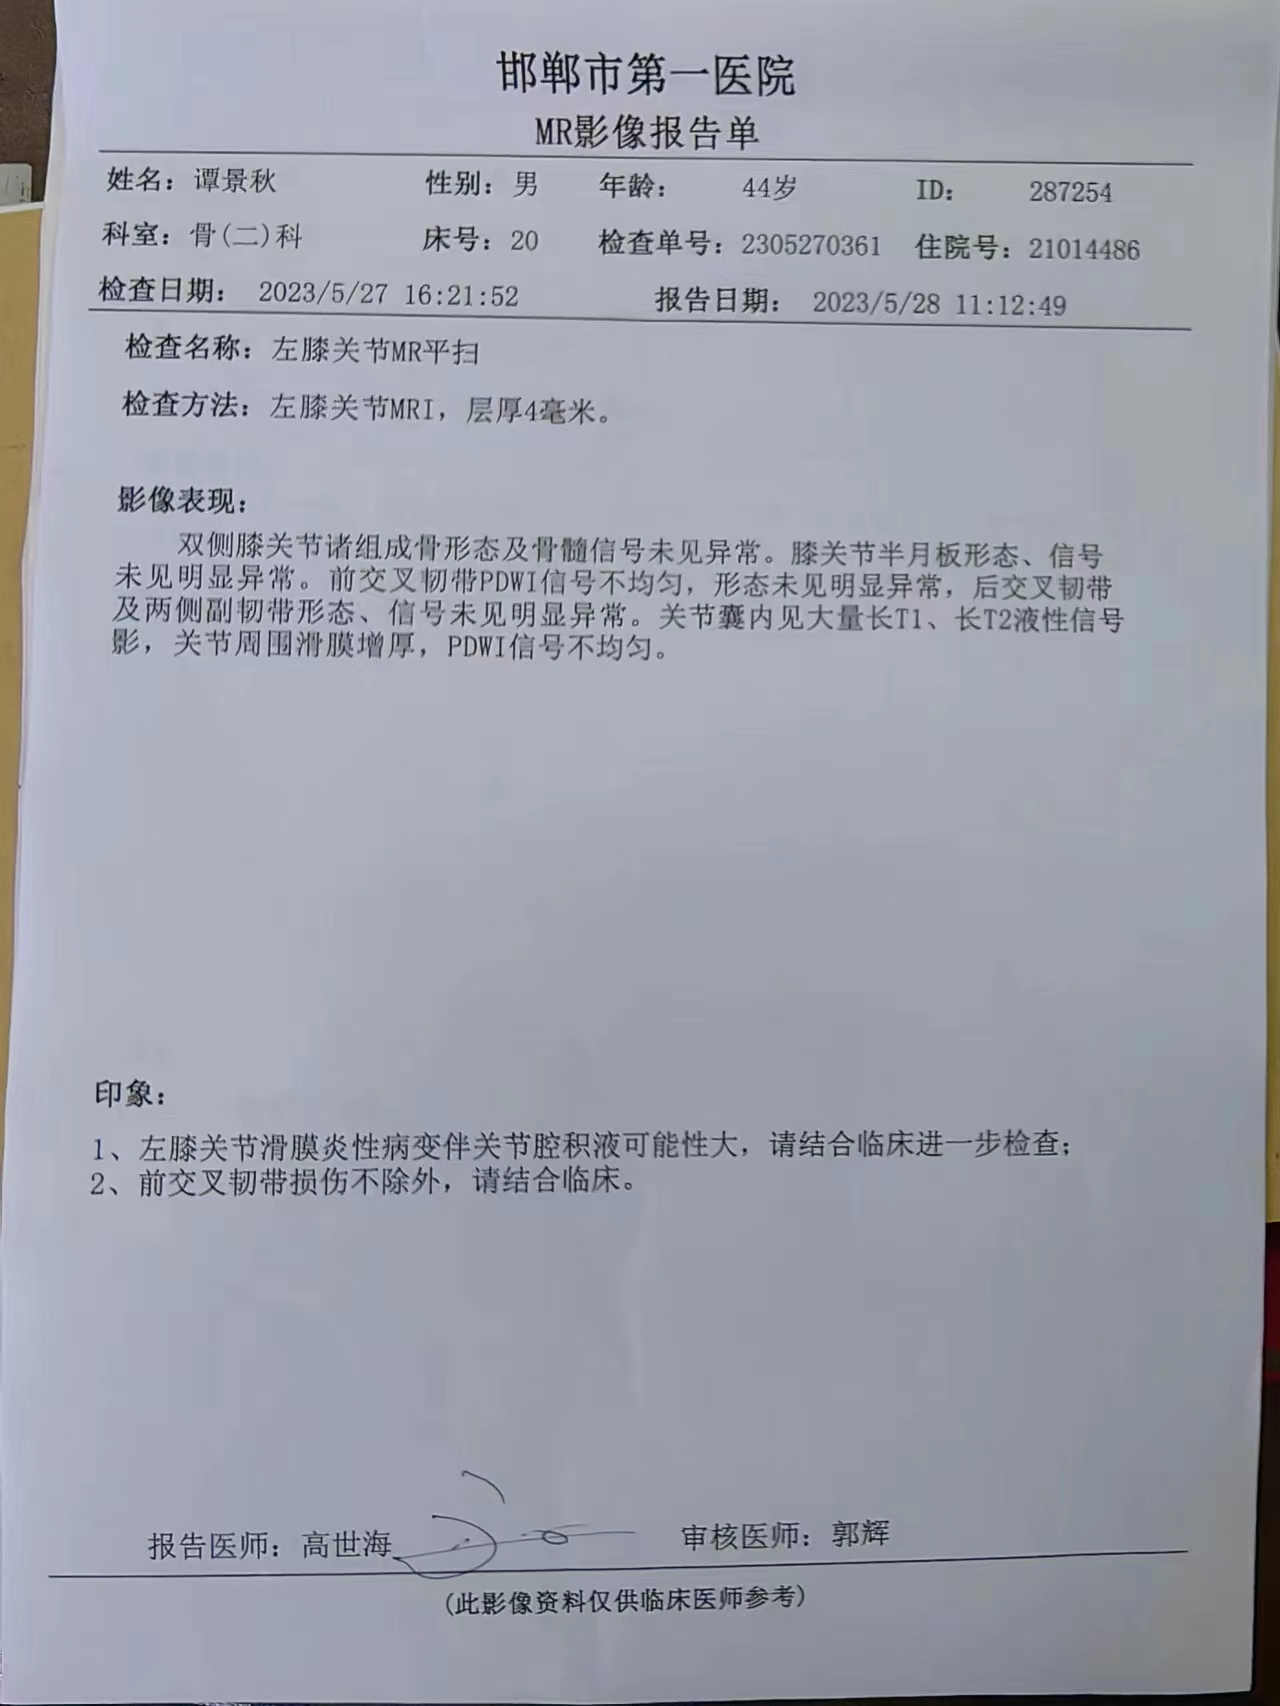 邯郸市第一医院
MR影像报告单
姓名：谭景秋 性别：男 年龄： 44岁 ID： 287254
科室：骨(二)科 床号：20 检查单号：2305270361 住院号：21014486
检查日期： 2023/5/27 16:21:52 报告日期： 2023/5/28 11:12:49
检查名称：左膝关节MR平扫
检查方法：左膝关节MRI，层厚4毫米。
影像表现：
双侧膝关节诸组成骨形态及骨髓信号未见异常。膝关节半月板形态、信号
未见明显异常。前交叉韧带PDWI信号不均匀，形态未见明显异常，后交叉韧带
及两侧副韧带形态、信号未见明显异常。关节囊内见大量长T1、长T2液性信号
影，关节周围滑膜增厚，PDWI信号不均匀。
印象：
1、左膝关节滑膜炎性病变伴关节腔积液可能性大，请结合临床进一步检查；
2、前交叉韧带损伤不除外，请结合临床。
报告医师：高世海 审核医师：郭辉
(此影像资料仅供临床医师参考)